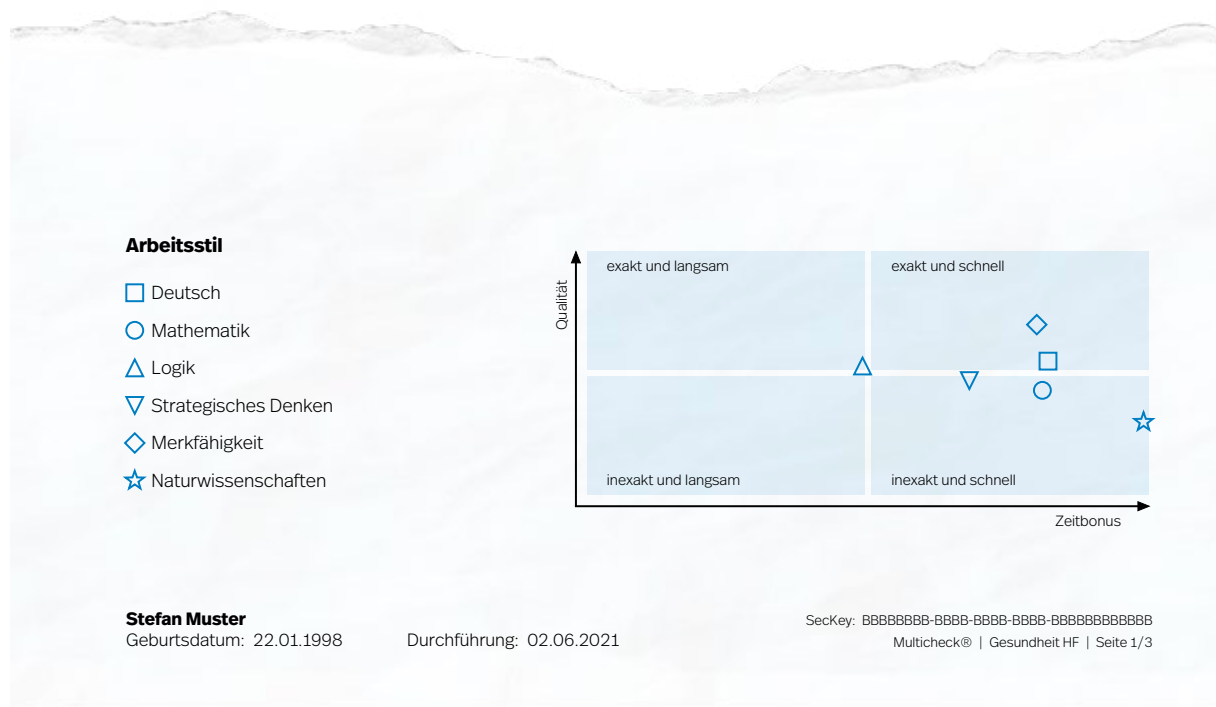 Arbeitsstil
Deutsch
Mathematik
Logik
Strategisches Denken
Merkfähigkeit
Naturwissenschaften
Qualität
exakt und langsam
exakt und schnell
inexakt und langsam
inexakt und schnell
Zeitbonus
Stefan Muster
Geburtsdatum: 22.01.1998
Durchführung: 02.06.2021
SecKey: BBBBBBBB-BBBB-BBBB-BBBB-BBBBBBBBBBBB
Multicheck® | Gesundheit HF | Seite 1/3